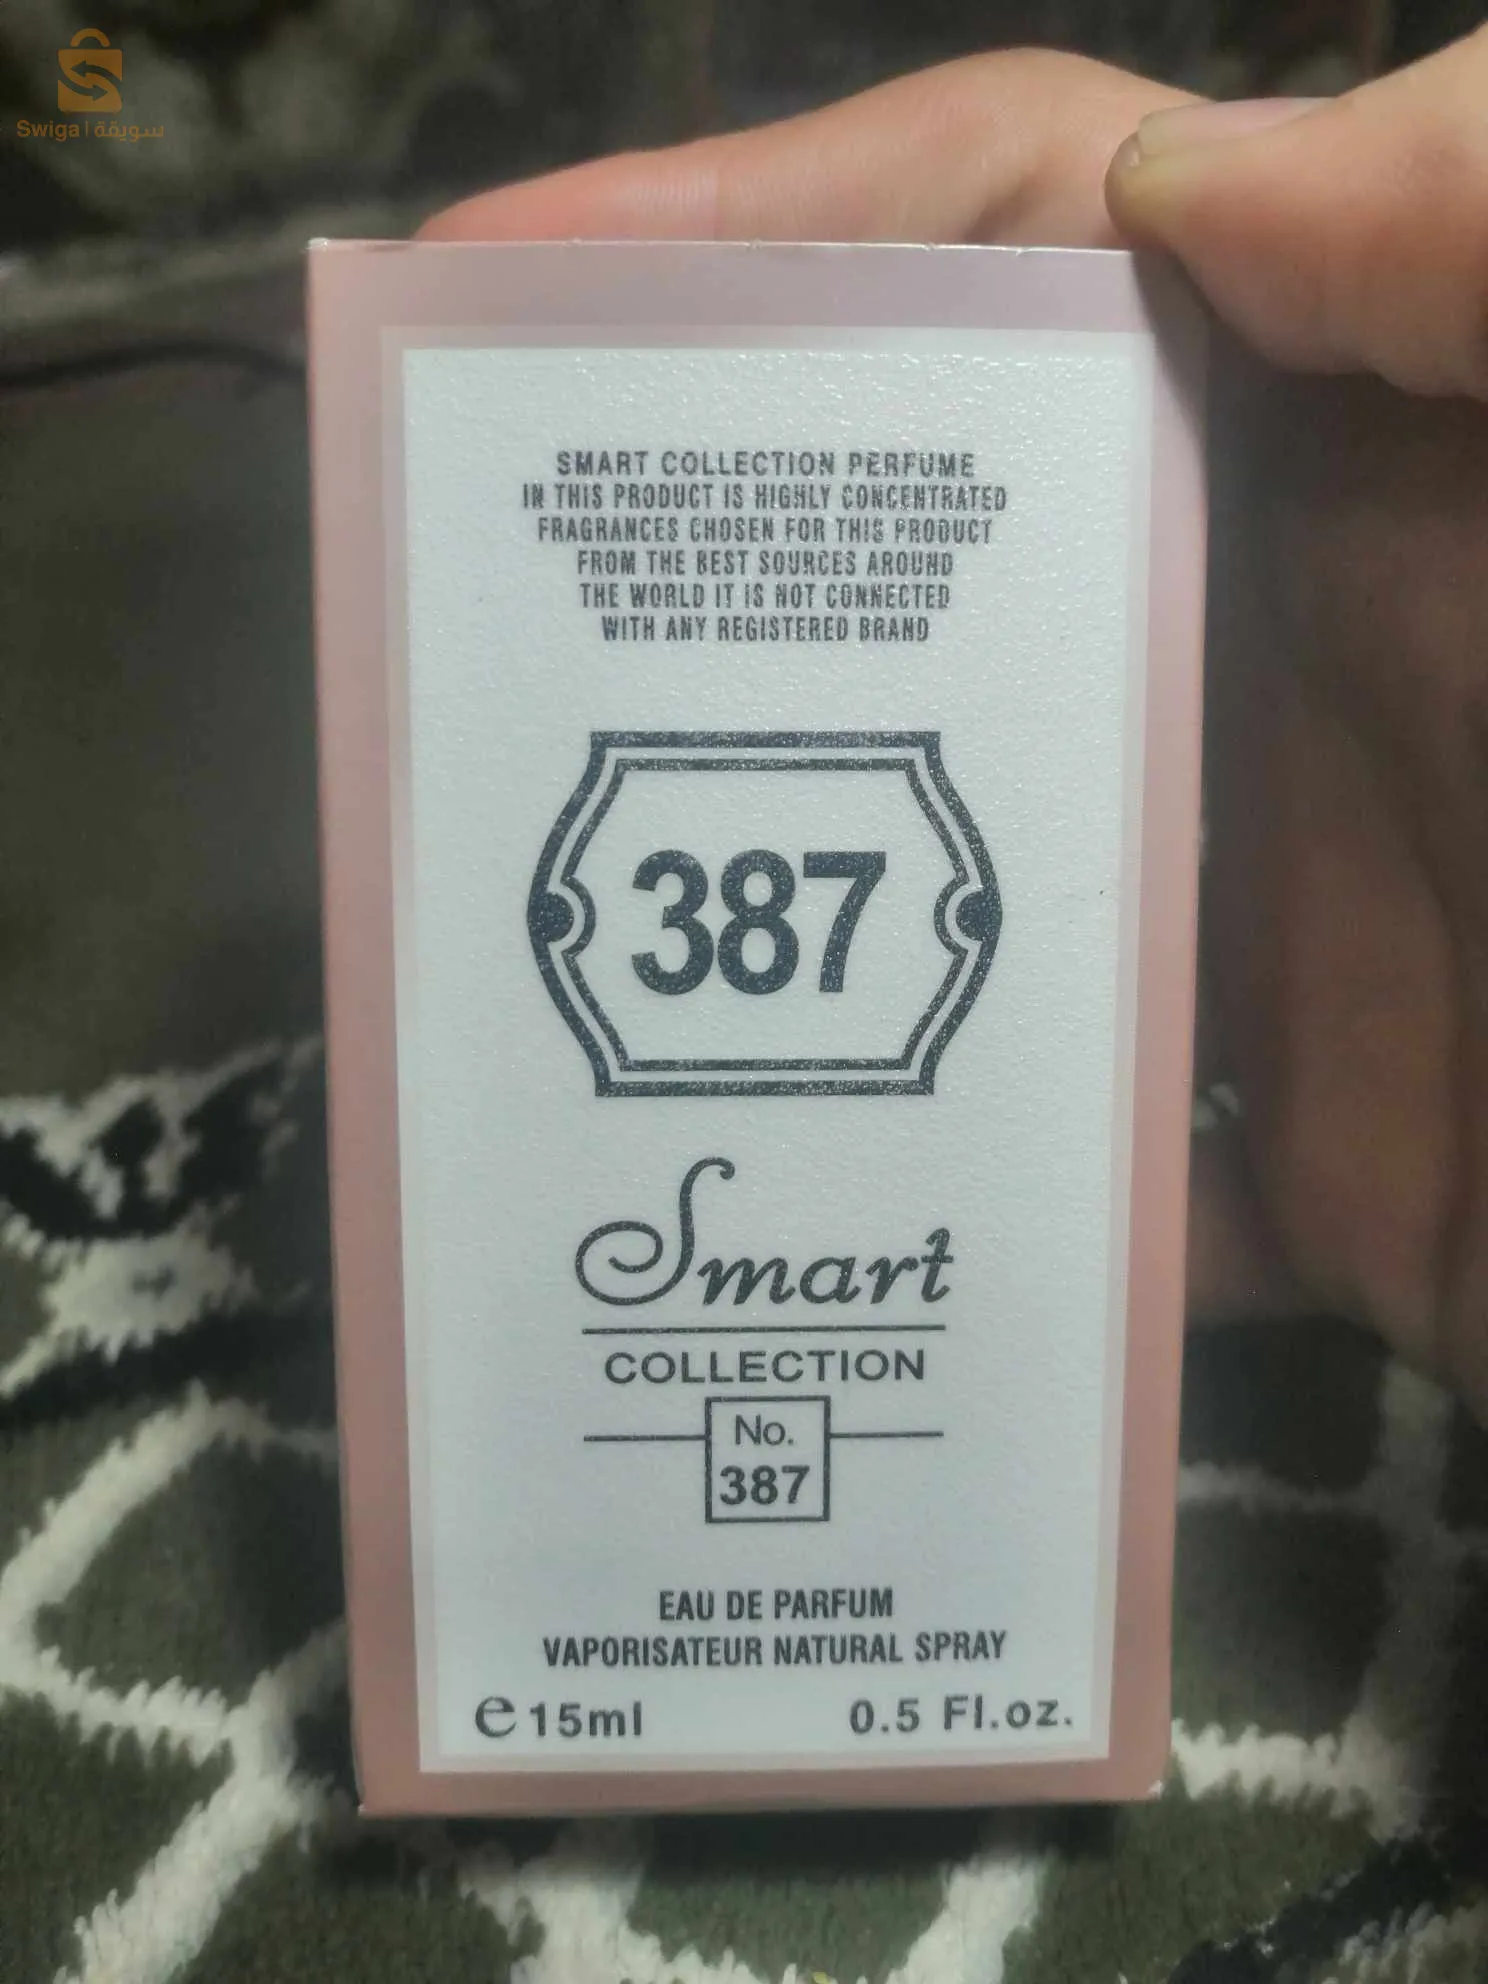 Swiga | سويقة
SMART COLLECTION PERFUME
IN THIS PRODUCT IS HIGHLY CONCENTRATED
FRAGRANCES CHOSEN FOR THIS PRODUCT
FROM THE BEST SOURCES AROUND
THE WORLD IT IS NOT CONNECTED
WITH ANY REGISTERED BRAND
387
Smart
COLLECTION
No.
387
EAU DE PARFUM
VAPORISATEUR NATURAL SPRAY
e 15ml 0.5 Fl.oz.